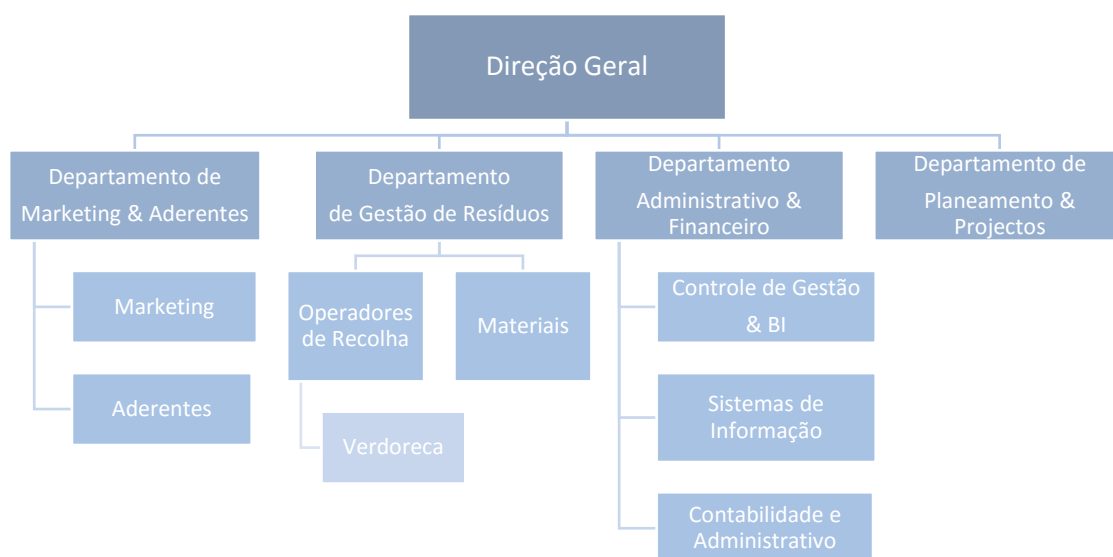 Direção Geral
Departamento de
Marketing & Aderentes
Departamento
de Gestão de Resíduos
Departamento
Administrativo &
Financeiro
Departamento de
Planeamento &
Projectos
Marketing
Aderentes
Operadores
de Recolha
Materiais
Verdoreca
Controle de Gestão
& BI
Sistemas de
Informação
Contabilidade e
Administrativo